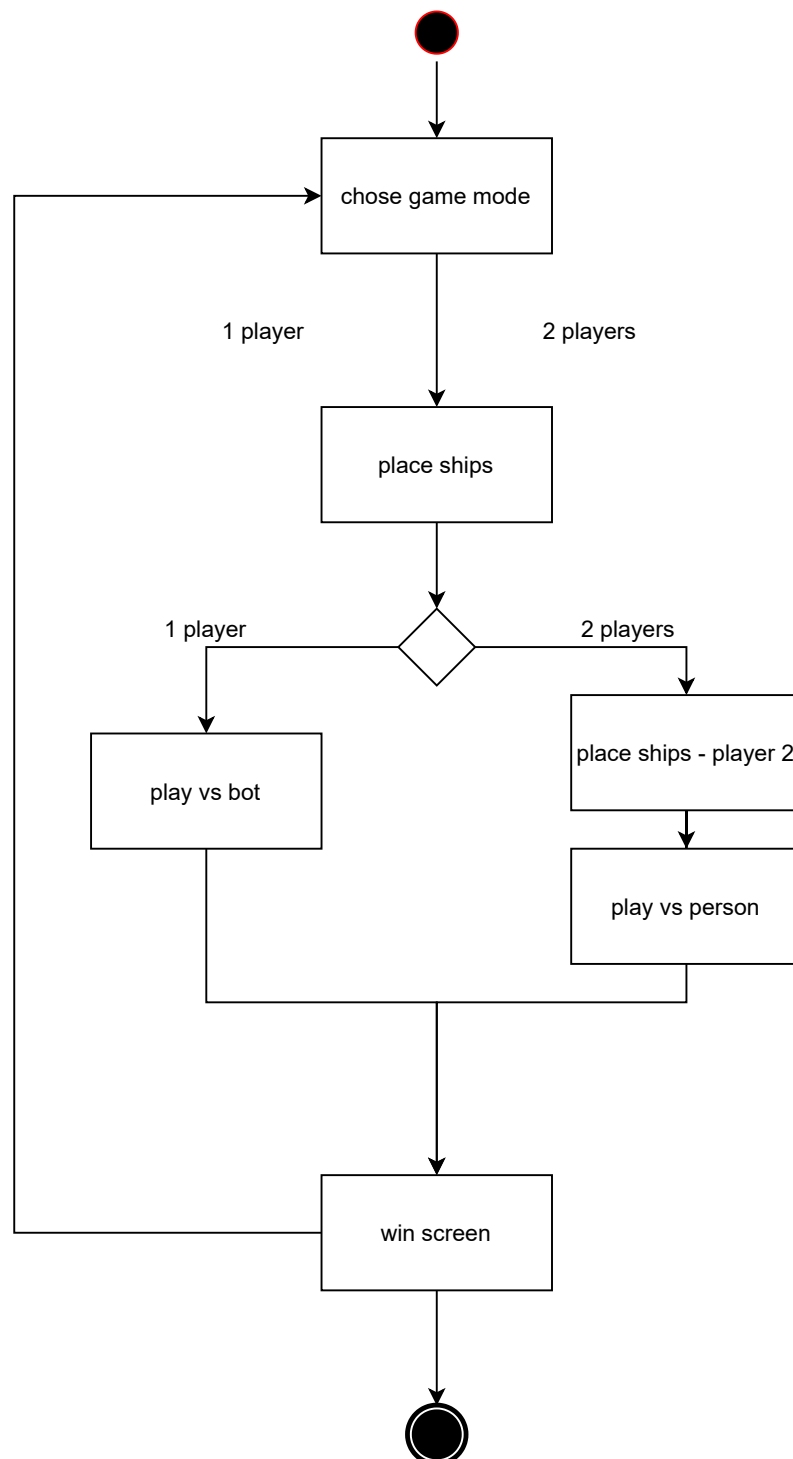 chose game mode
1 player
2 players
place ships
1 player
2 players
place ships - player 2
play vs bot
play vs person
win screen